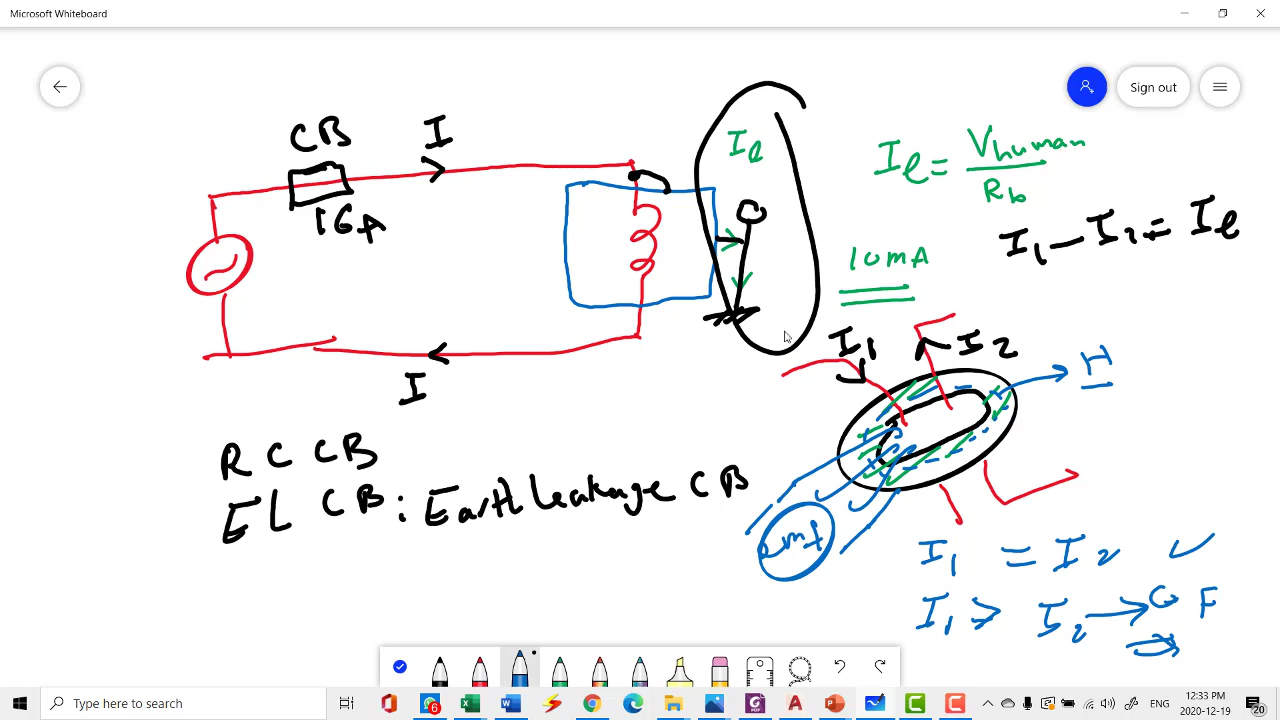 Microsoft Whiteboard
Sign out
CB
I
16A
I
Il
Il = Vhuman / Rb
I1 - I2 = Il
10mA
I1
I2
H
RCCB
ELCB: Earth leakage CB
emf
I1 = I2 ✓
I1 > I2 → GF
Type here to search
6
ENG
12:33 PM
2020-12-19
20